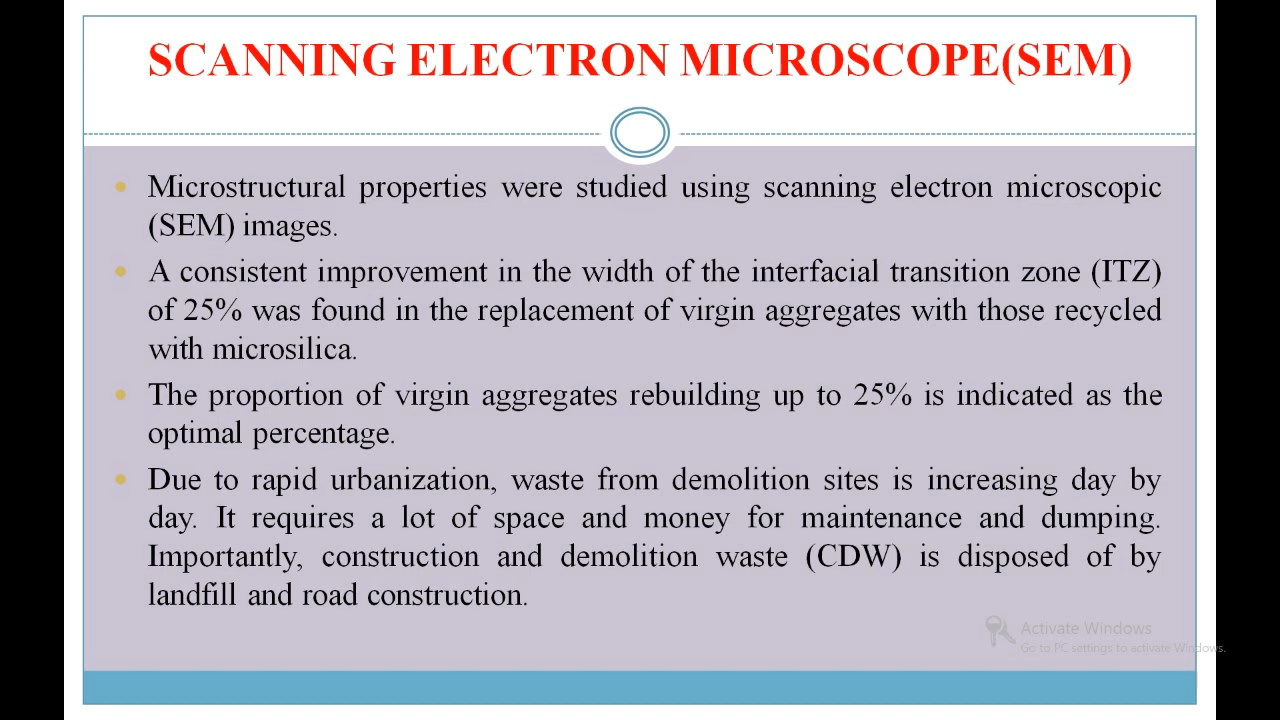 SCANNING ELECTRON MICROSCOPE(SEM)
Microstructural properties were studied using scanning electron microscopic
(SEM) images.
A consistent improvement in the width of the interfacial transition zone (ITZ)
of 25% was found in the replacement of virgin aggregates with those recycled
with microsilica.
The proportion of virgin aggregates rebuilding up to 25% is indicated as the
optimal percentage.
Due to rapid urbanization, waste from demolition sites is increasing day by
day. It requires a lot of space and money for maintenance and dumping.
Importantly, construction and demolition waste (CDW) is disposed of by
landfill and road construction.
Activate Windows
Go to PC settings to activate Windows.